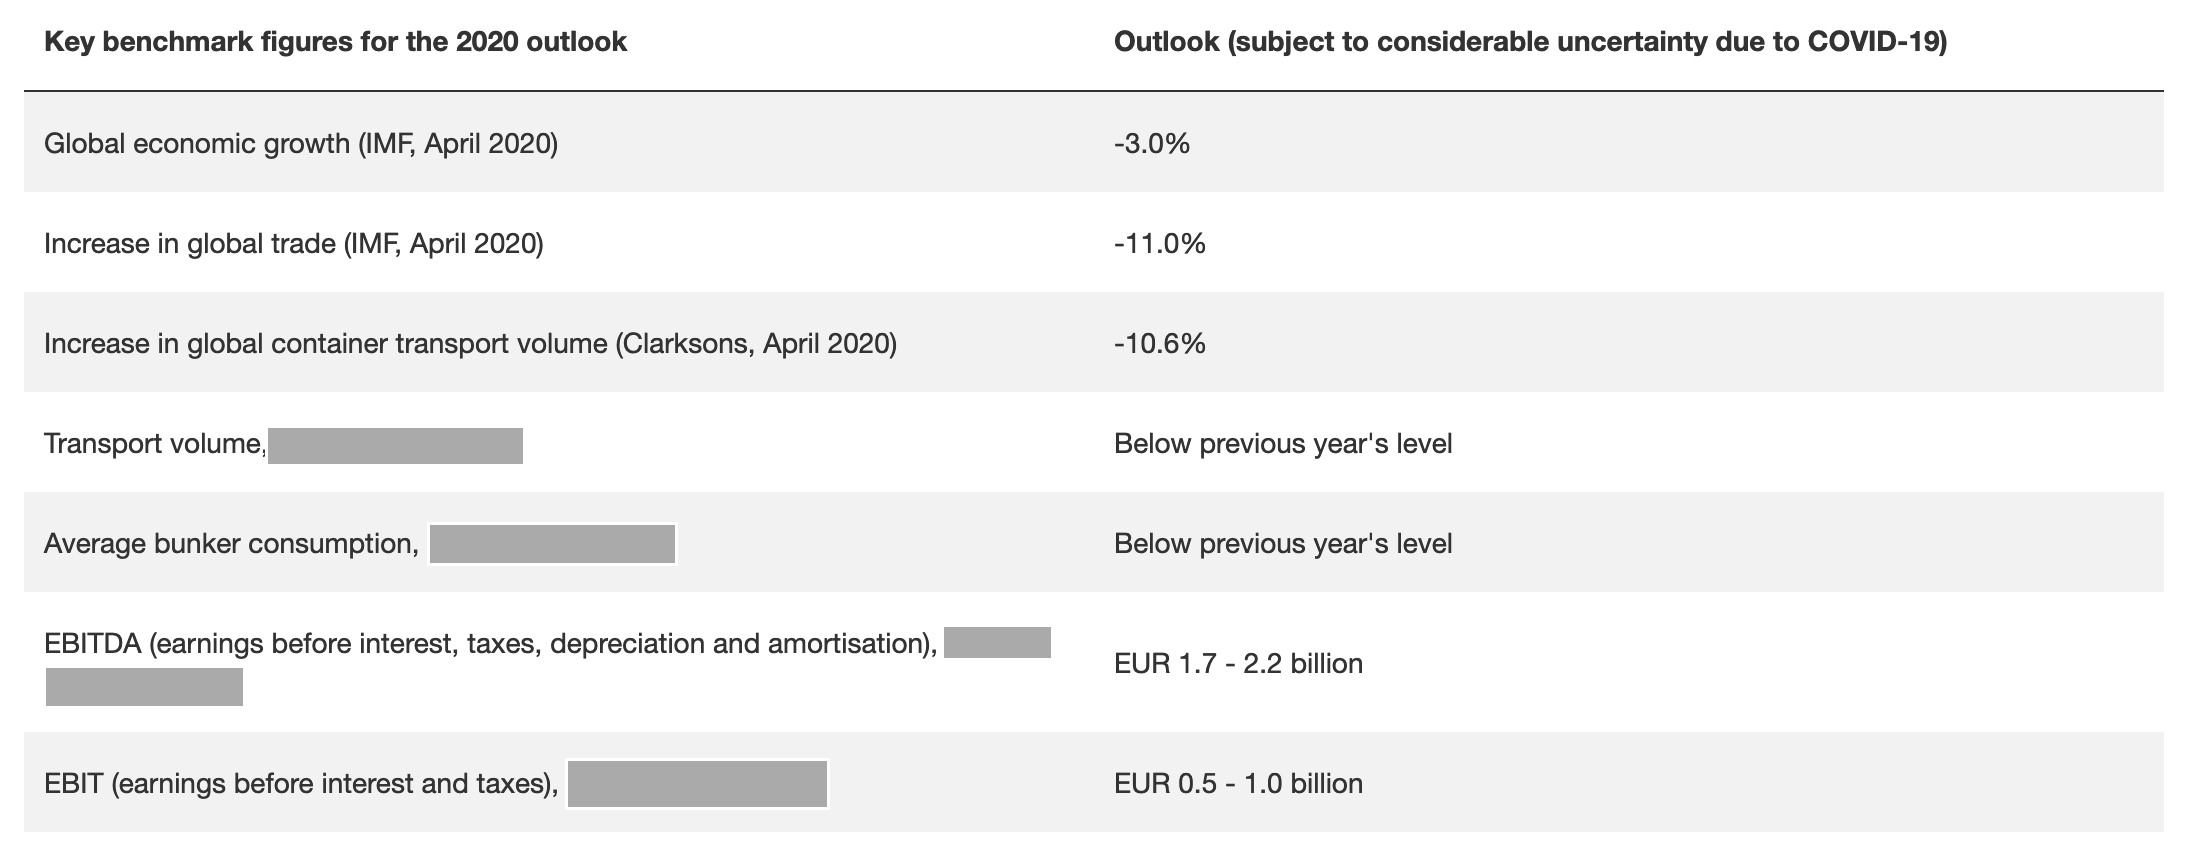 Key benchmark figures for the 2020 outlook
Outlook (subject to considerable uncertainty due to COVID-19)
Global economic growth (IMF, April 2020)
-3.0%
Increase in global trade (IMF, April 2020)
-11.0%
Increase in global container transport volume (Clarksons, April 2020)
-10.6%
Transport volume,
Below previous year's level
Average bunker consumption,
Below previous year's level
EBITDA (earnings before interest, taxes, depreciation and amortisation),
EUR 1.7 - 2.2 billion
EBIT (earnings before interest and taxes),
EUR 0.5 - 1.0 billion